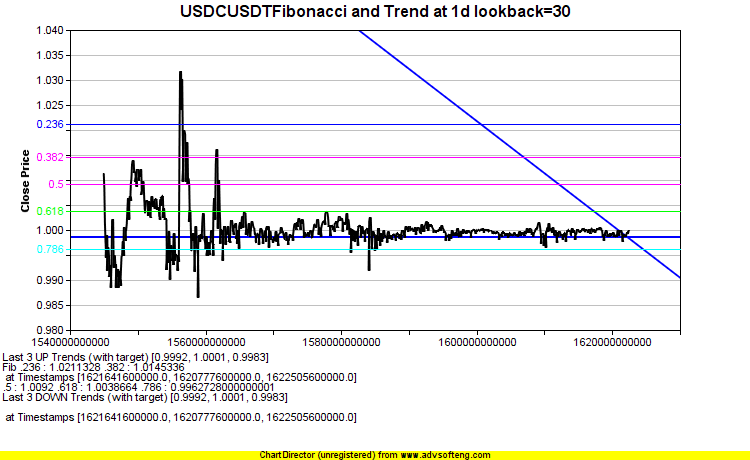 USDCUSDTFibonacci and Trend at 1d lookback=30
Close Price
1.040
1.035
1.030
1.025
0.236
0.382
0.5
0.618
1.000
0.786
0.990
0.985
0.980
1540000000000 1560000000000 1580000000000 1600000000000 1620000000000
Last 3 UP Trends (with target) [0.9992, 1.0001, 0.9983]
Fib .236 : 1.0211328 .382 : 1.0145336
at Timestamps [1621641600000.0, 1620777600000.0, 1622505600000.0]
.5 : 1.0092 .618 : 1.0038664 .786 : 0.9962728000000001
Last 3 DOWN Trends (with target) [0.9992, 1.0001, 0.9983]
at Timestamps [1621641600000.0, 1620777600000.0, 1622505600000.0]
ChartDirector (unregistered) from www.advsofteng.com